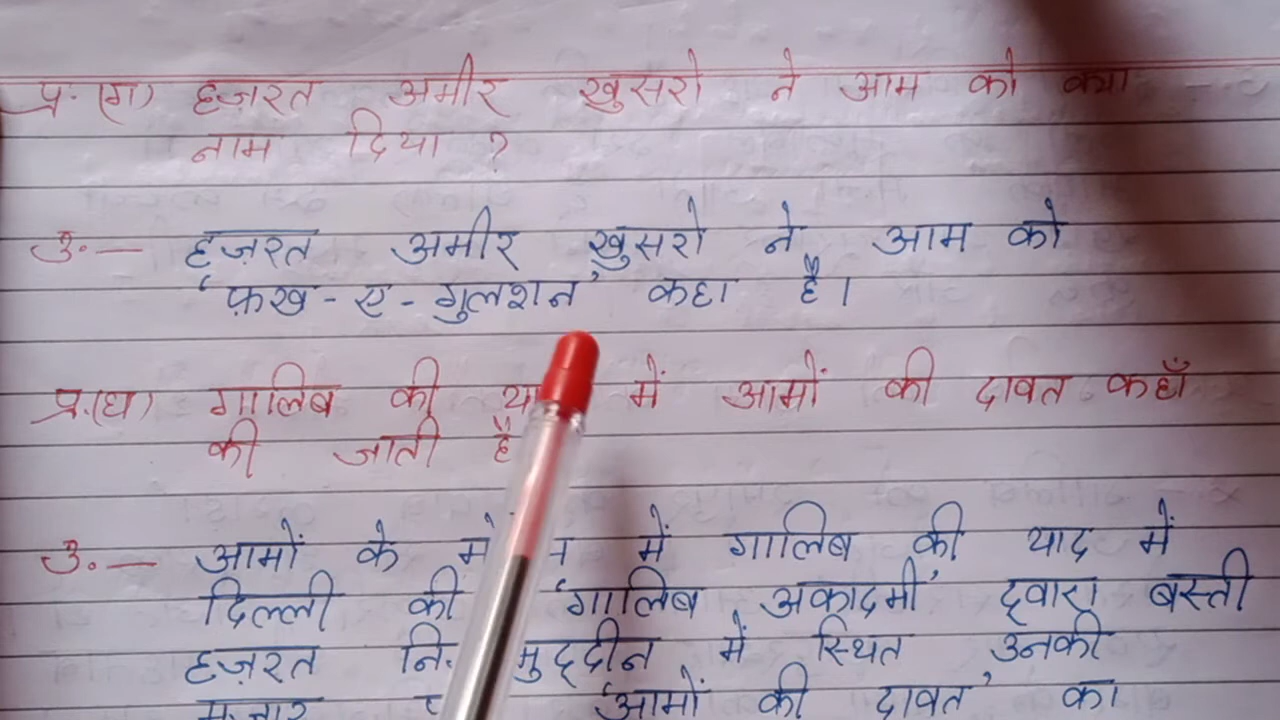 प्र.(ग) हज़रत अमीर खुसरो ने आम को क्या
नाम दिया ?
उ.— हज़रत अमीर खुसरो ने आम को
'फ़ख-ए-गुलशन' कहा है।
प्र.(घ) गालिब की में आमों की दावत कहाँ
की जाती है
उ.— आमों के में गालिब की याद में
दिल्ली की 'गालिब अकादमी' द्वारा बस्ती
हज़रत में स्थित उनकी
मज़ार 'आमों की दावत' का